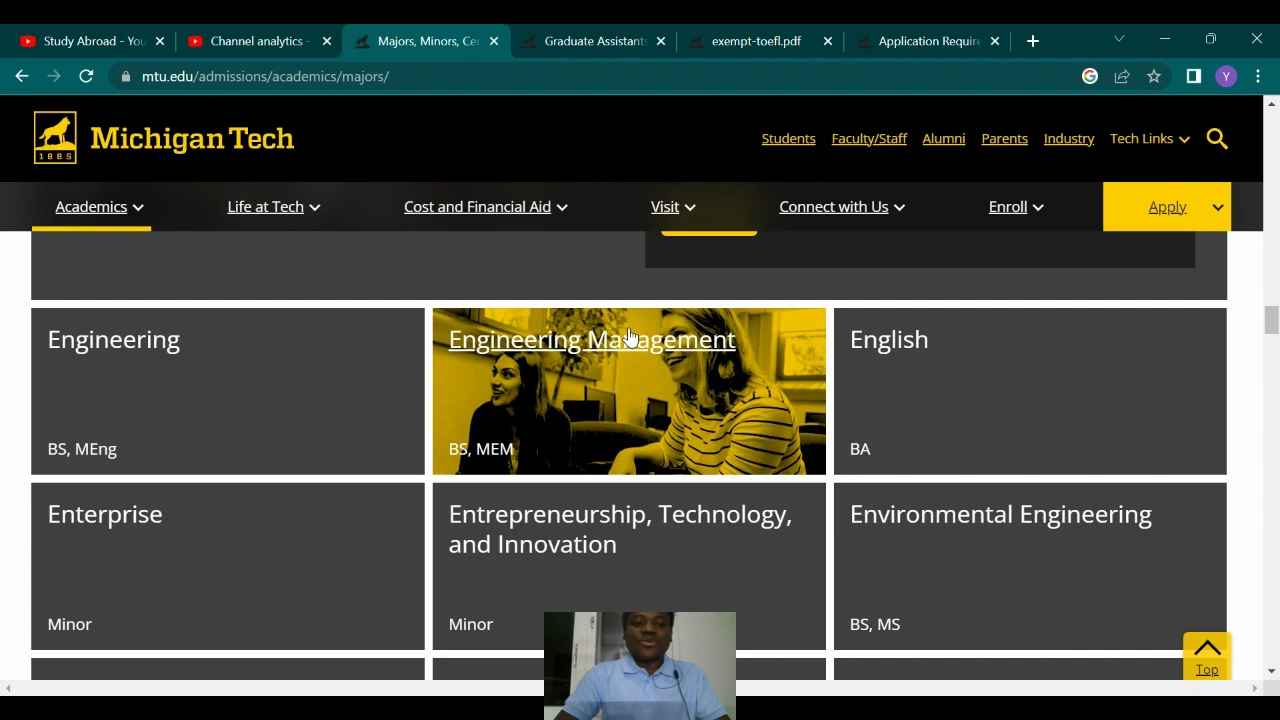 Study Abroad - You
Channel analytics -
Majors, Minors, Ce
Graduate Assistants
exempt-toefl.pdf
Application Require
mtu.edu/admissions/academics/majors/
Y
1885
Michigan Tech
Students
Faculty/Staff
Alumni
Parents
Industry
Tech Links
Academics
Life at Tech
Cost and Financial Aid
Visit
Connect with Us
Enroll
Apply
Engineering
BS, MEng
Engineering Management
BS, MEM
English
BA
Enterprise
Minor
Entrepreneurship, Technology,
and Innovation
Minor
Environmental Engineering
BS, MS
Top